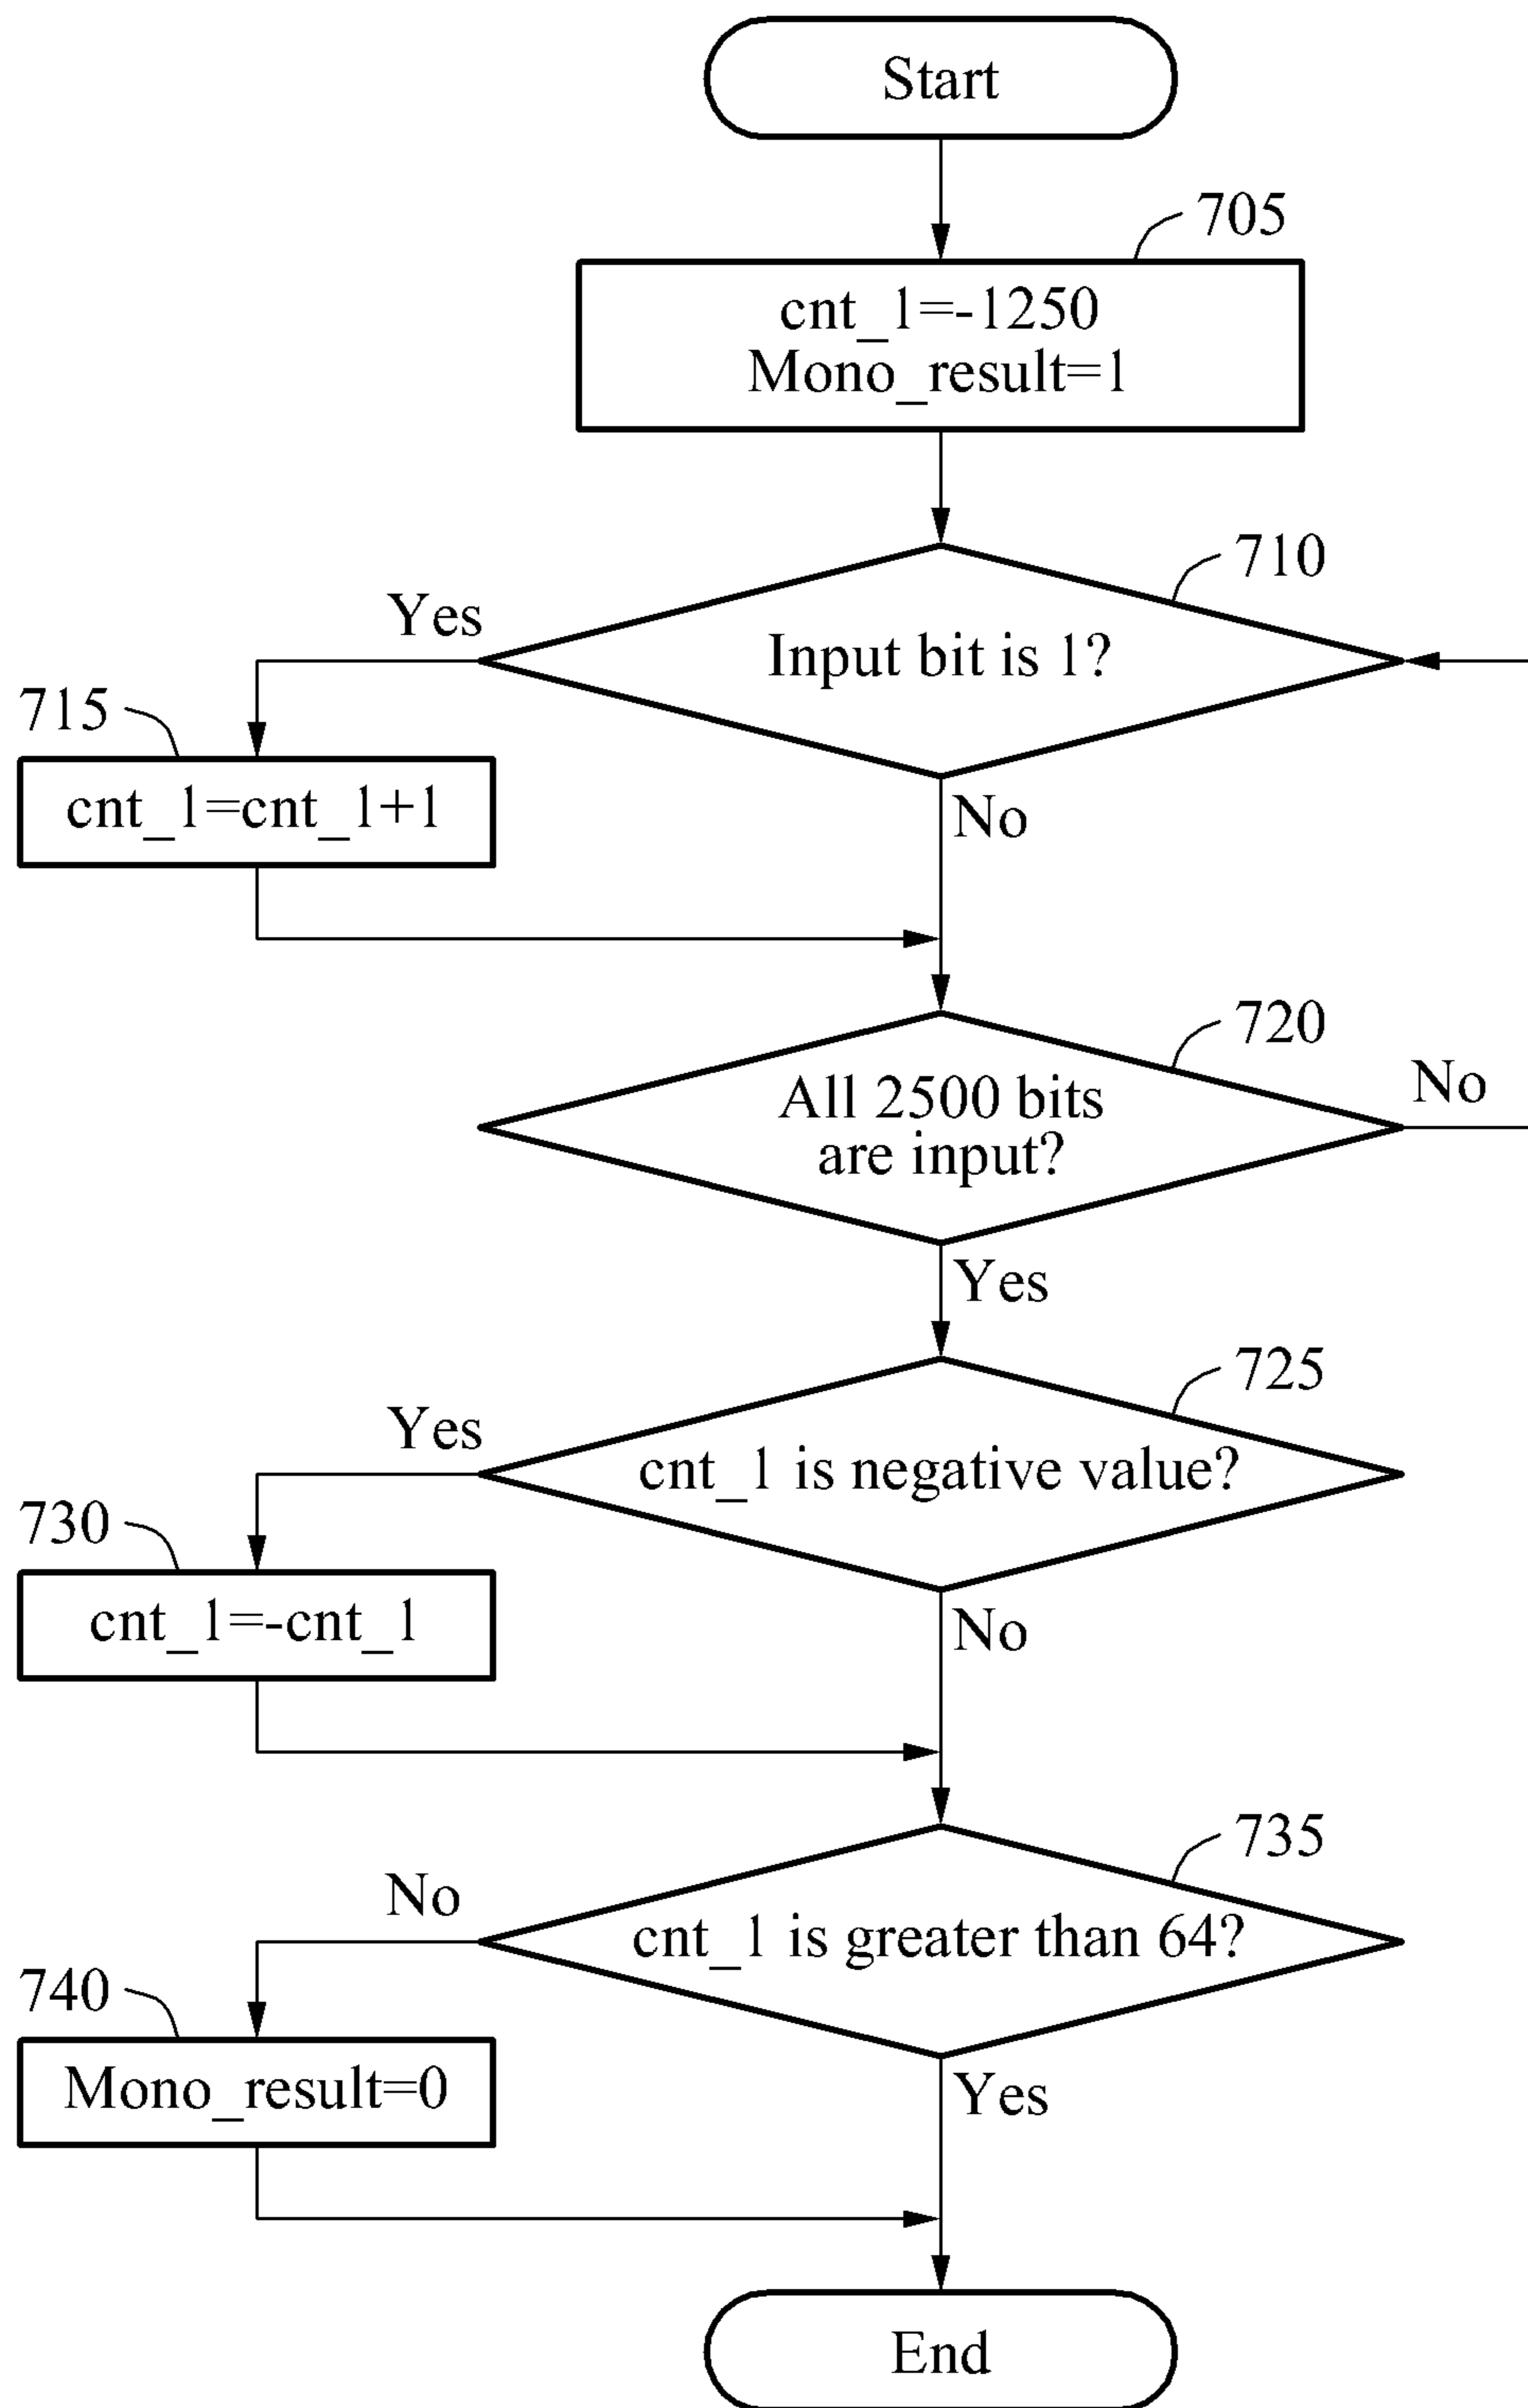 Start
705
cnt_1=-1250
Mono_result=1
710
Yes
Input bit is 1?
715
cnt_1=cnt_1+1
No
720
All 2500 bits
are input?
No
Yes
725
Yes
cnt_1 is negative value?
730
cnt_1=-cnt_1
No
735
No
cnt_1 is greater than 64?
740
Mono_result=0
Yes
End